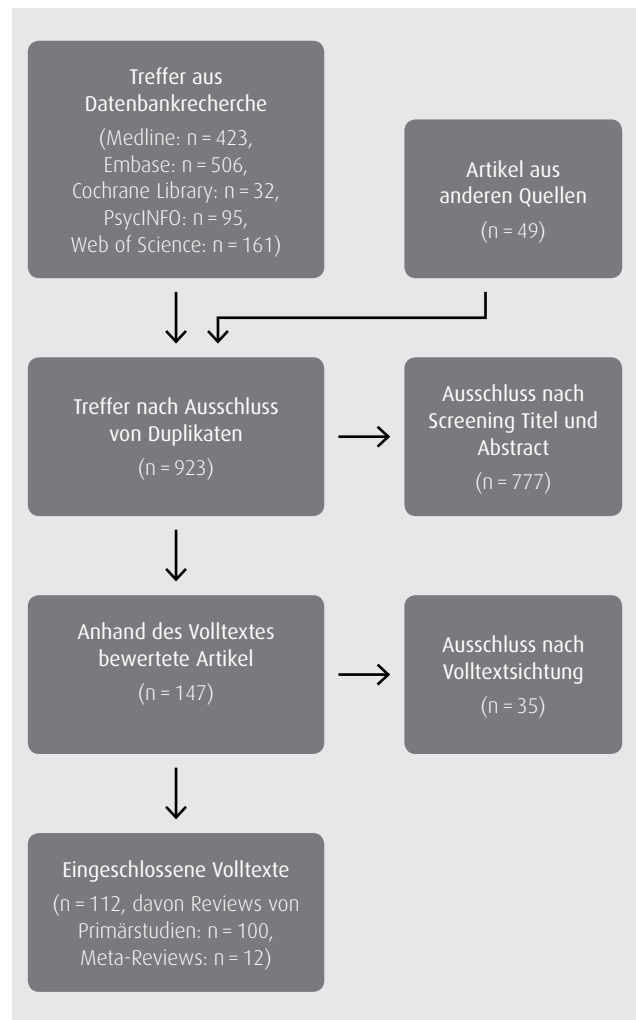 Treffer aus
Datenbankrecherche
(Medline: n = 423,
Embase: n = 506,
Cochrane Library: n = 32,
PsycINFO: n = 95,
Web of Science: n = 161)
Artikel aus
anderen Quellen
(n = 49)
Treffer nach Ausschluss
von Duplikaten
(n = 923)
Ausschluss nach
Screening Titel und
Abstract
(n = 777)
Anhand des Volltextes
bewertete Artikel
(n = 147)
Ausschluss nach
Volltextsichtung
(n = 35)
Eingeschlossene Volltexte
(n = 112, davon Reviews von
Primärstudien: n = 100,
Meta-Reviews: n = 12)